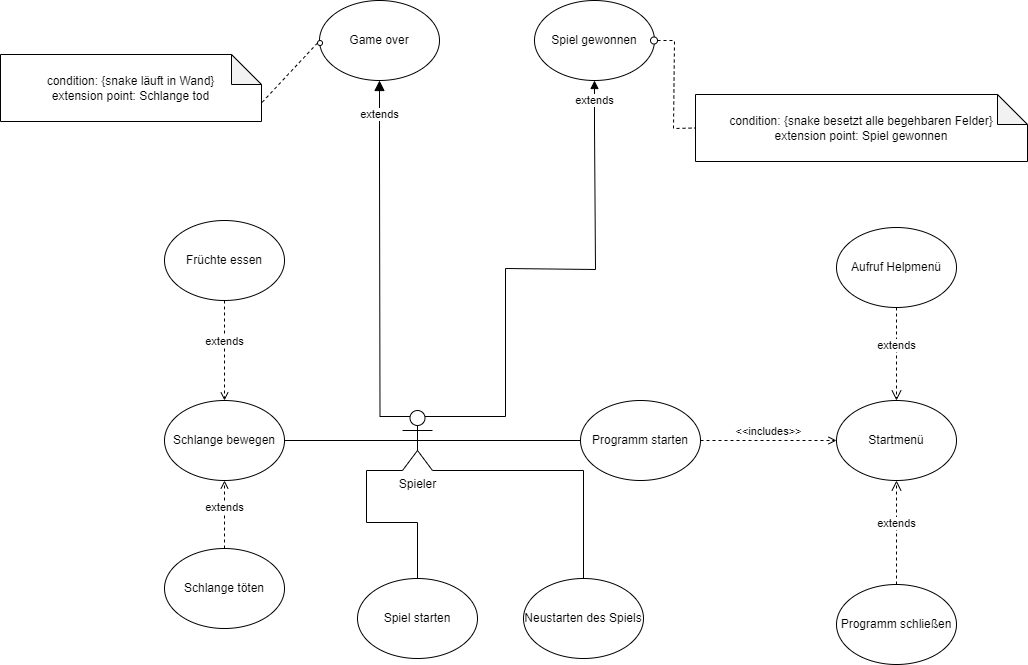 Game over
Spiel gewonnen
condition: {snake läuft in Wand}
extension point: Schlange tod
extends
extends
condition: {snake besetzt alle begehbaren Felder}
extension point: Spiel gewonnen
Früchte essen
Aufruf Helpmenü
extends
extends
Schlange bewegen
Programm starten
<<includes>>
Startmenü
Spieler
extends
extends
Schlange töten
Spiel starten
Neustarten des Spiels
Programm schließen